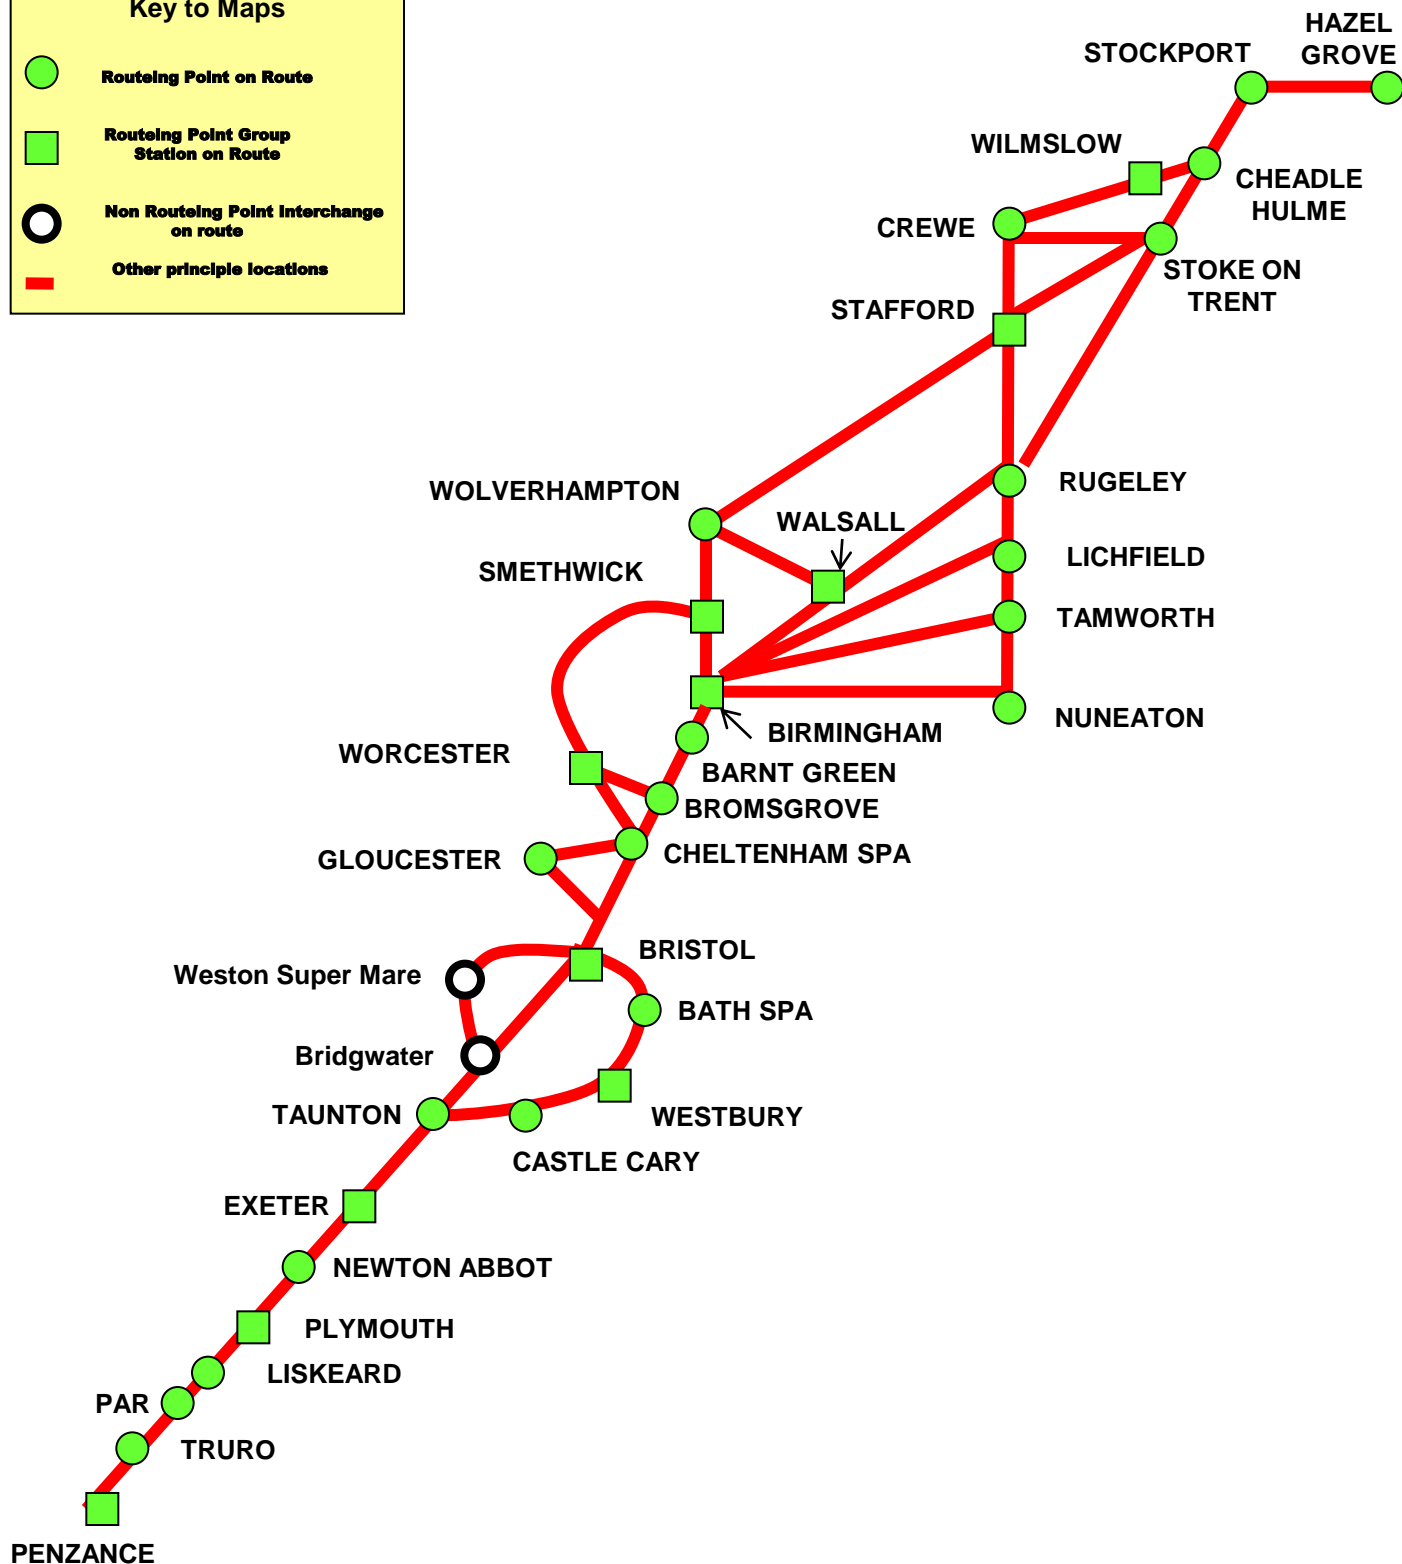 Key to Maps
Routeing Point on Route
Routeing Point Group
Station on Route
Non Routeing Point Interchange
on route
Other principle locations
HAZEL
GROVE
STOCKPORT
WILMSLOW
CHEADLE
HULME
CREWE
STOKE ON
TRENT
STAFFORD
WOLVERHAMPTON
RUGELEY
WALSALL
LICHFIELD
SMETHWICK
TAMWORTH
NUNEATON
BIRMINGHAM
WORCESTER
BARNT GREEN
BROMSGROVE
GLOUCESTER
CHELTENHAM SPA
BRISTOL
Weston Super Mare
BATH SPA
Bridgwater
TAUNTON
WESTBURY
CASTLE CARY
EXETER
NEWTON ABBOT
PLYMOUTH
LISKEARD
PAR
TRURO
PENZANCE